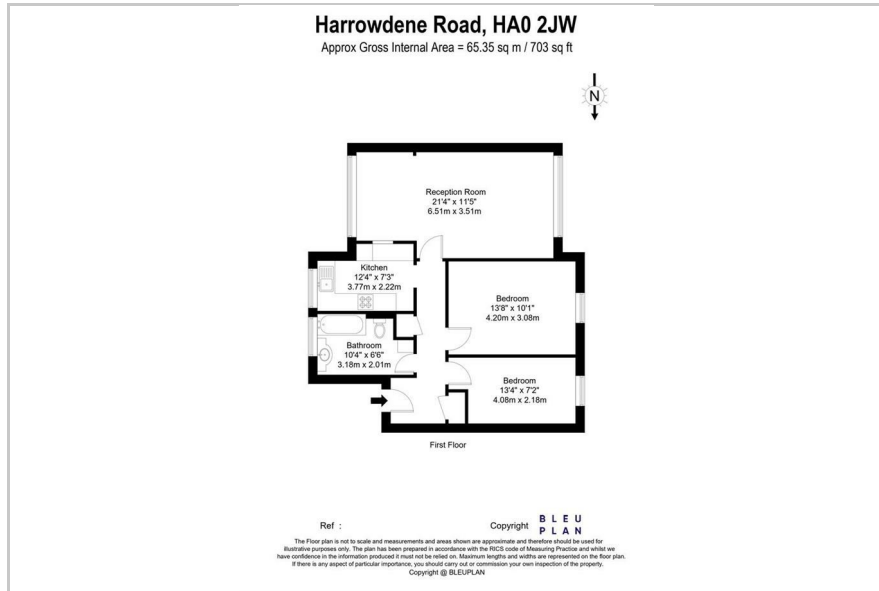 Harrowdene Road, HA0 2JW
Approx Gross Internal Area = 65.35 sq m / 703 sq ft
N
Reception Room
21'4" x 11'5"
6.51m x 3.51m
Kitchen
12'4" x 7'3"
3.77m x 2.22m
Bedroom
13'8" x 10'1"
4.20m x 3.08m
Bathroom
10'4" x 6'6"
3.18m x 2.01m
Bedroom
13'4" x 7'2"
4.08m x 2.18m
First Floor
Ref :
Copyright
BLEU
PLAN
The Floor plan is not to scale and measurements and areas shown are approximate and therefore should be used for
illustrative purposes only. The plan has been prepared in accordance with the RICS code of Measuring Practice and whilst we
have confidence in the information produced it must not be relied on. Maximum lengths and widths are represented on the floor plan.
If there is any aspect of particular importance, you should carry out or commission your own inspection of the property.
Copyright @ BLEUPLAN